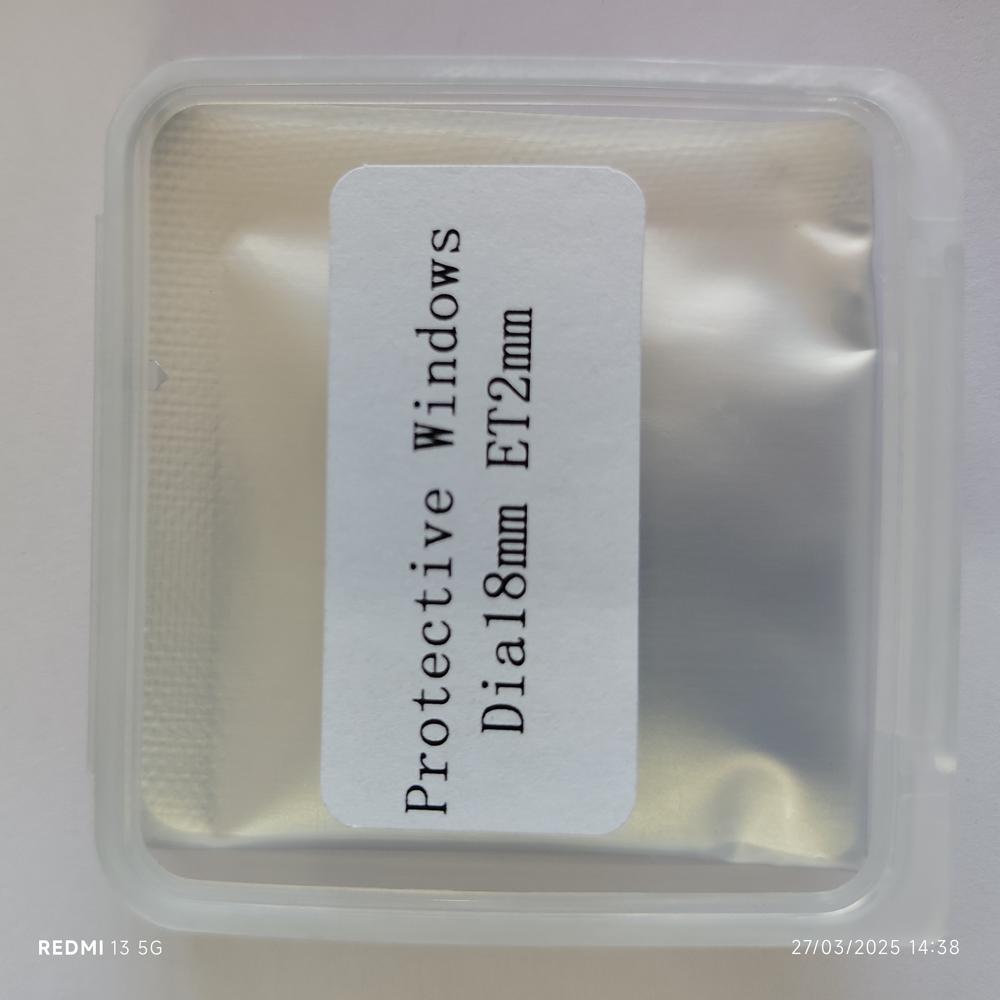 Protective Windows
Dia18mm ET2mm
REDMI 13 5G
27/03/2025 14:38